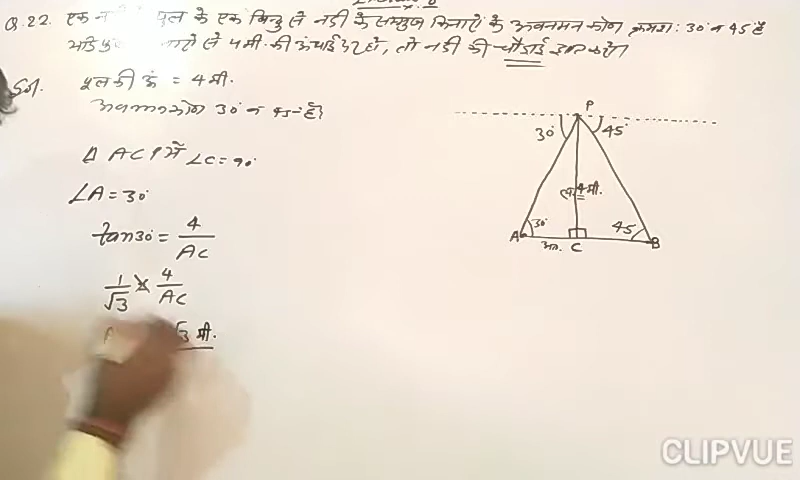 Q.22. एक पुल के एक बिन्दु से नदी के सम्मुख किनारों के अवनमन कोण क्रमशः 30° व 45° है
यदि किनारों से 4 मी. की ऊंचाई पर हो, तो नदी की चौड़ाई ज्ञात करो।
Sol. पूल की ऊं = 4 मी.
अवनमन कोण 30° व 45° है।
Δ ACP में ∠C = 90°
∠A = 30°
tan30° = 4/AC
1/√3 = 4/AC
√3 मी.
P
30° 45°
4 मी.
A 30° C 45 B
CLIPVUE